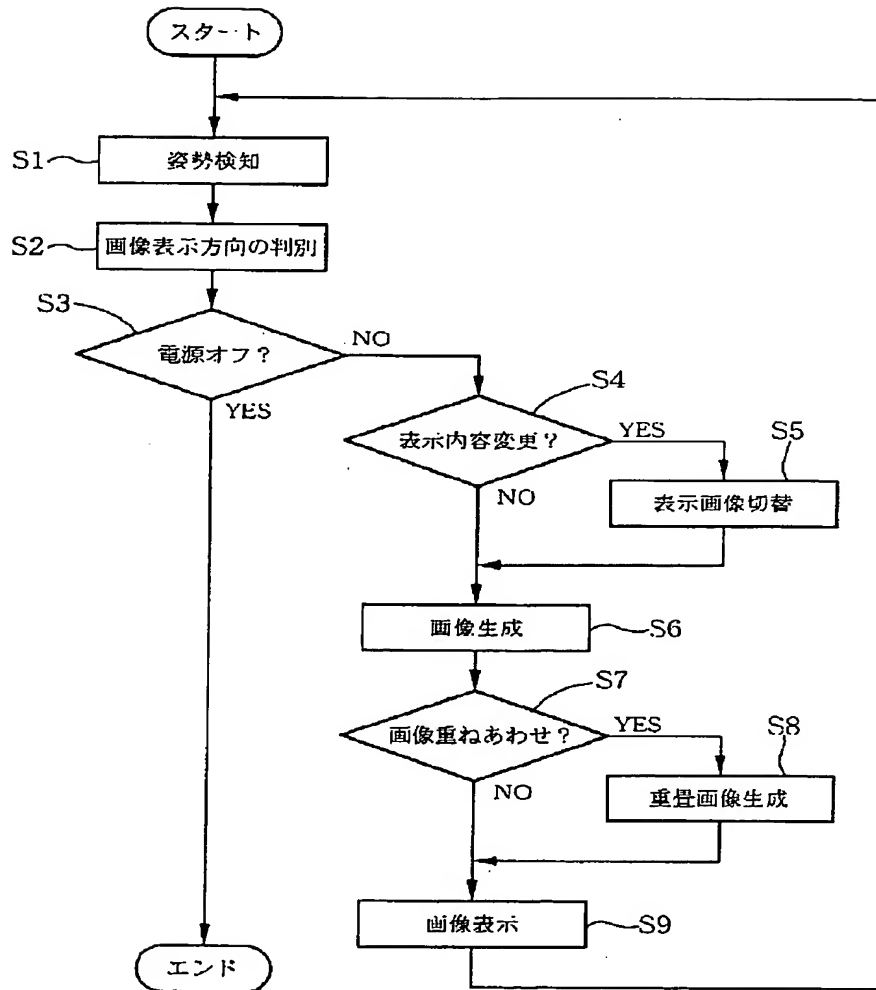 スタート
S1
姿勢検知
S2
画像表示方向の判別
S3
電源オフ?
NO
YES
S4
表示内容変更?
YES
NO
S5
表示画像切替
画像生成
S6
S7
画像重ねあわせ?
YES
NO
S8
重畳画像生成
画像表示
S9
エンド